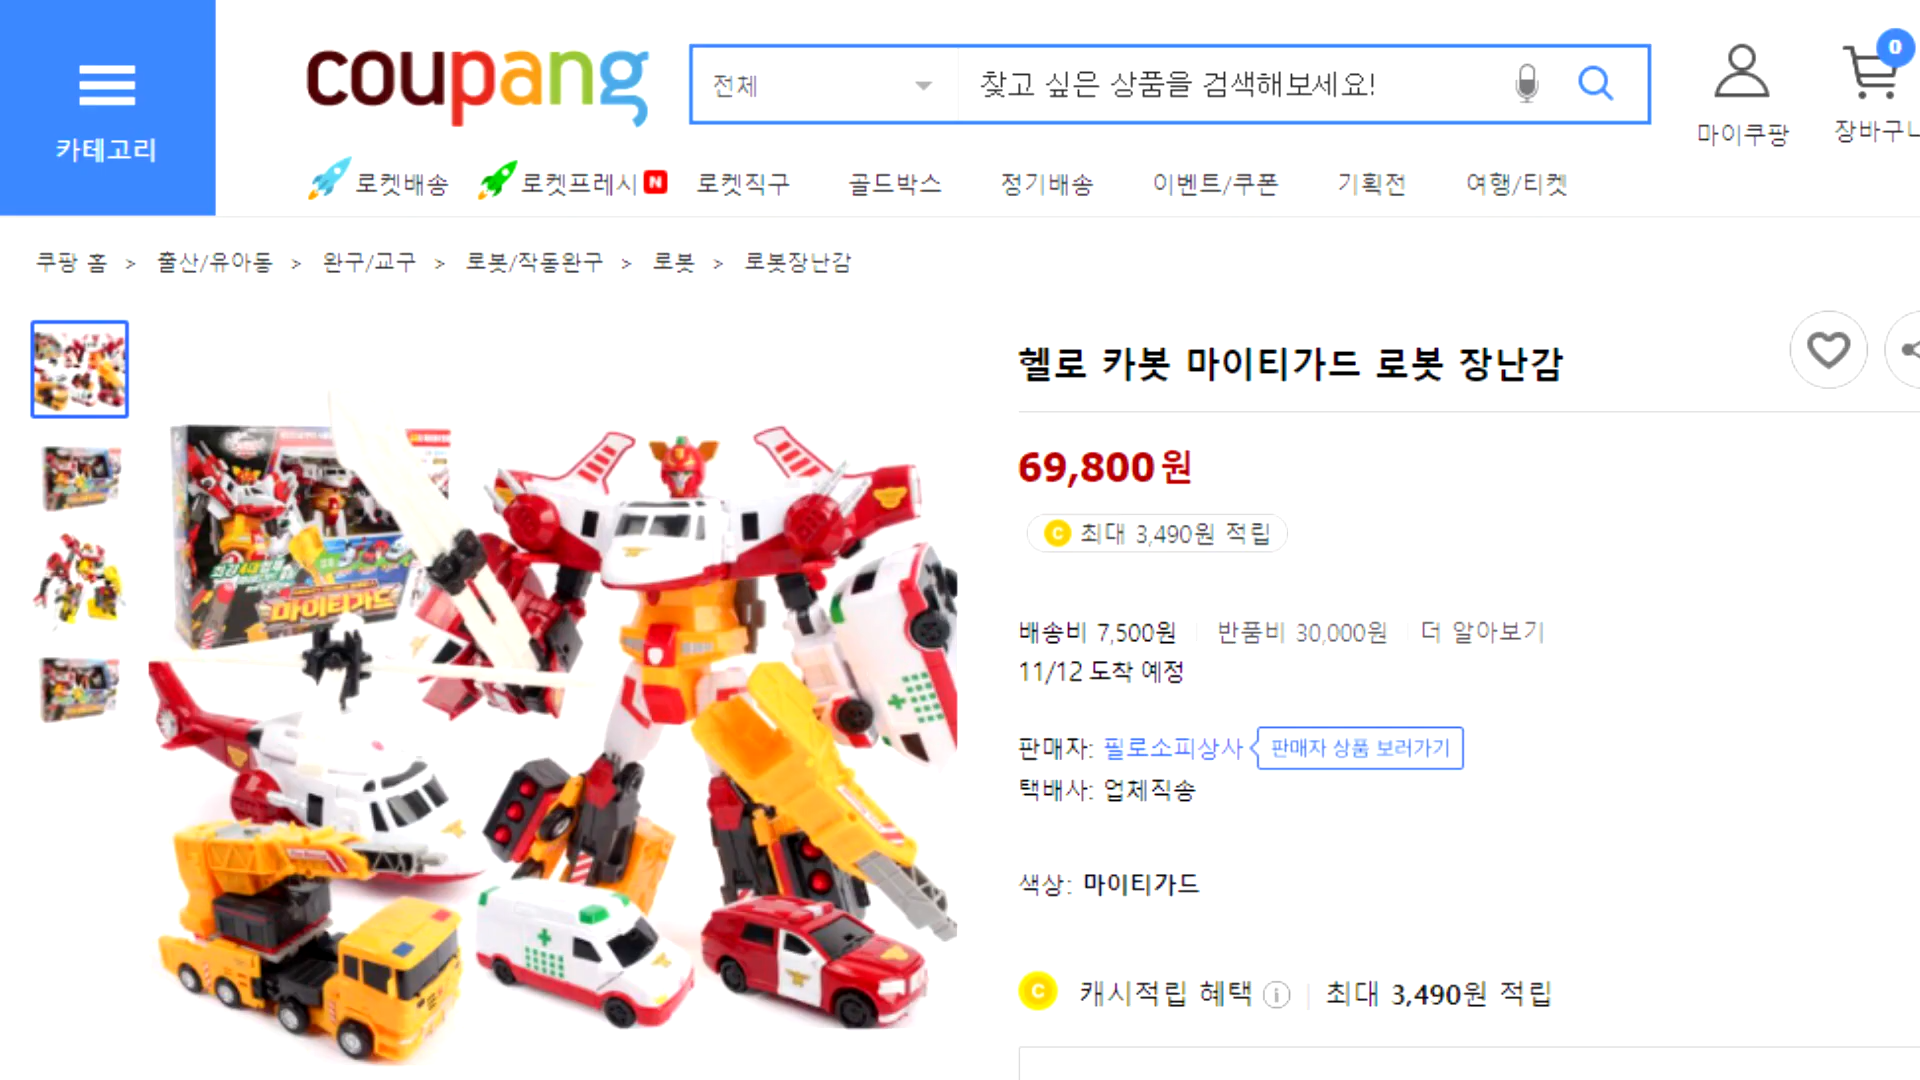 coupang
전체
찾고 싶은 상품을 검색해보세요!
0
카테고리
마이쿠팡
장바구니
로켓배송
로켓프레시 N
로켓직구
골드박스
정기배송
이벤트/쿠폰
기획전
여행/티켓
쿠팡 홈 > 출산/유아동 > 완구/교구 > 로봇/작동완구 > 로봇 > 로봇장난감
헬로 카봇 마이티가드 로봇 장난감
69,800원
C 최대 3,490원 적립
배송비 7,500원
반품비 30,000원
더 알아보기
11/12 도착 예정
판매자: 필로소피상사
판매자 상품 보러가기
택배사: 업체직송
색상: 마이티가드
C 캐시적립 혜택 i 최대 3,490원 적립
마이티가드